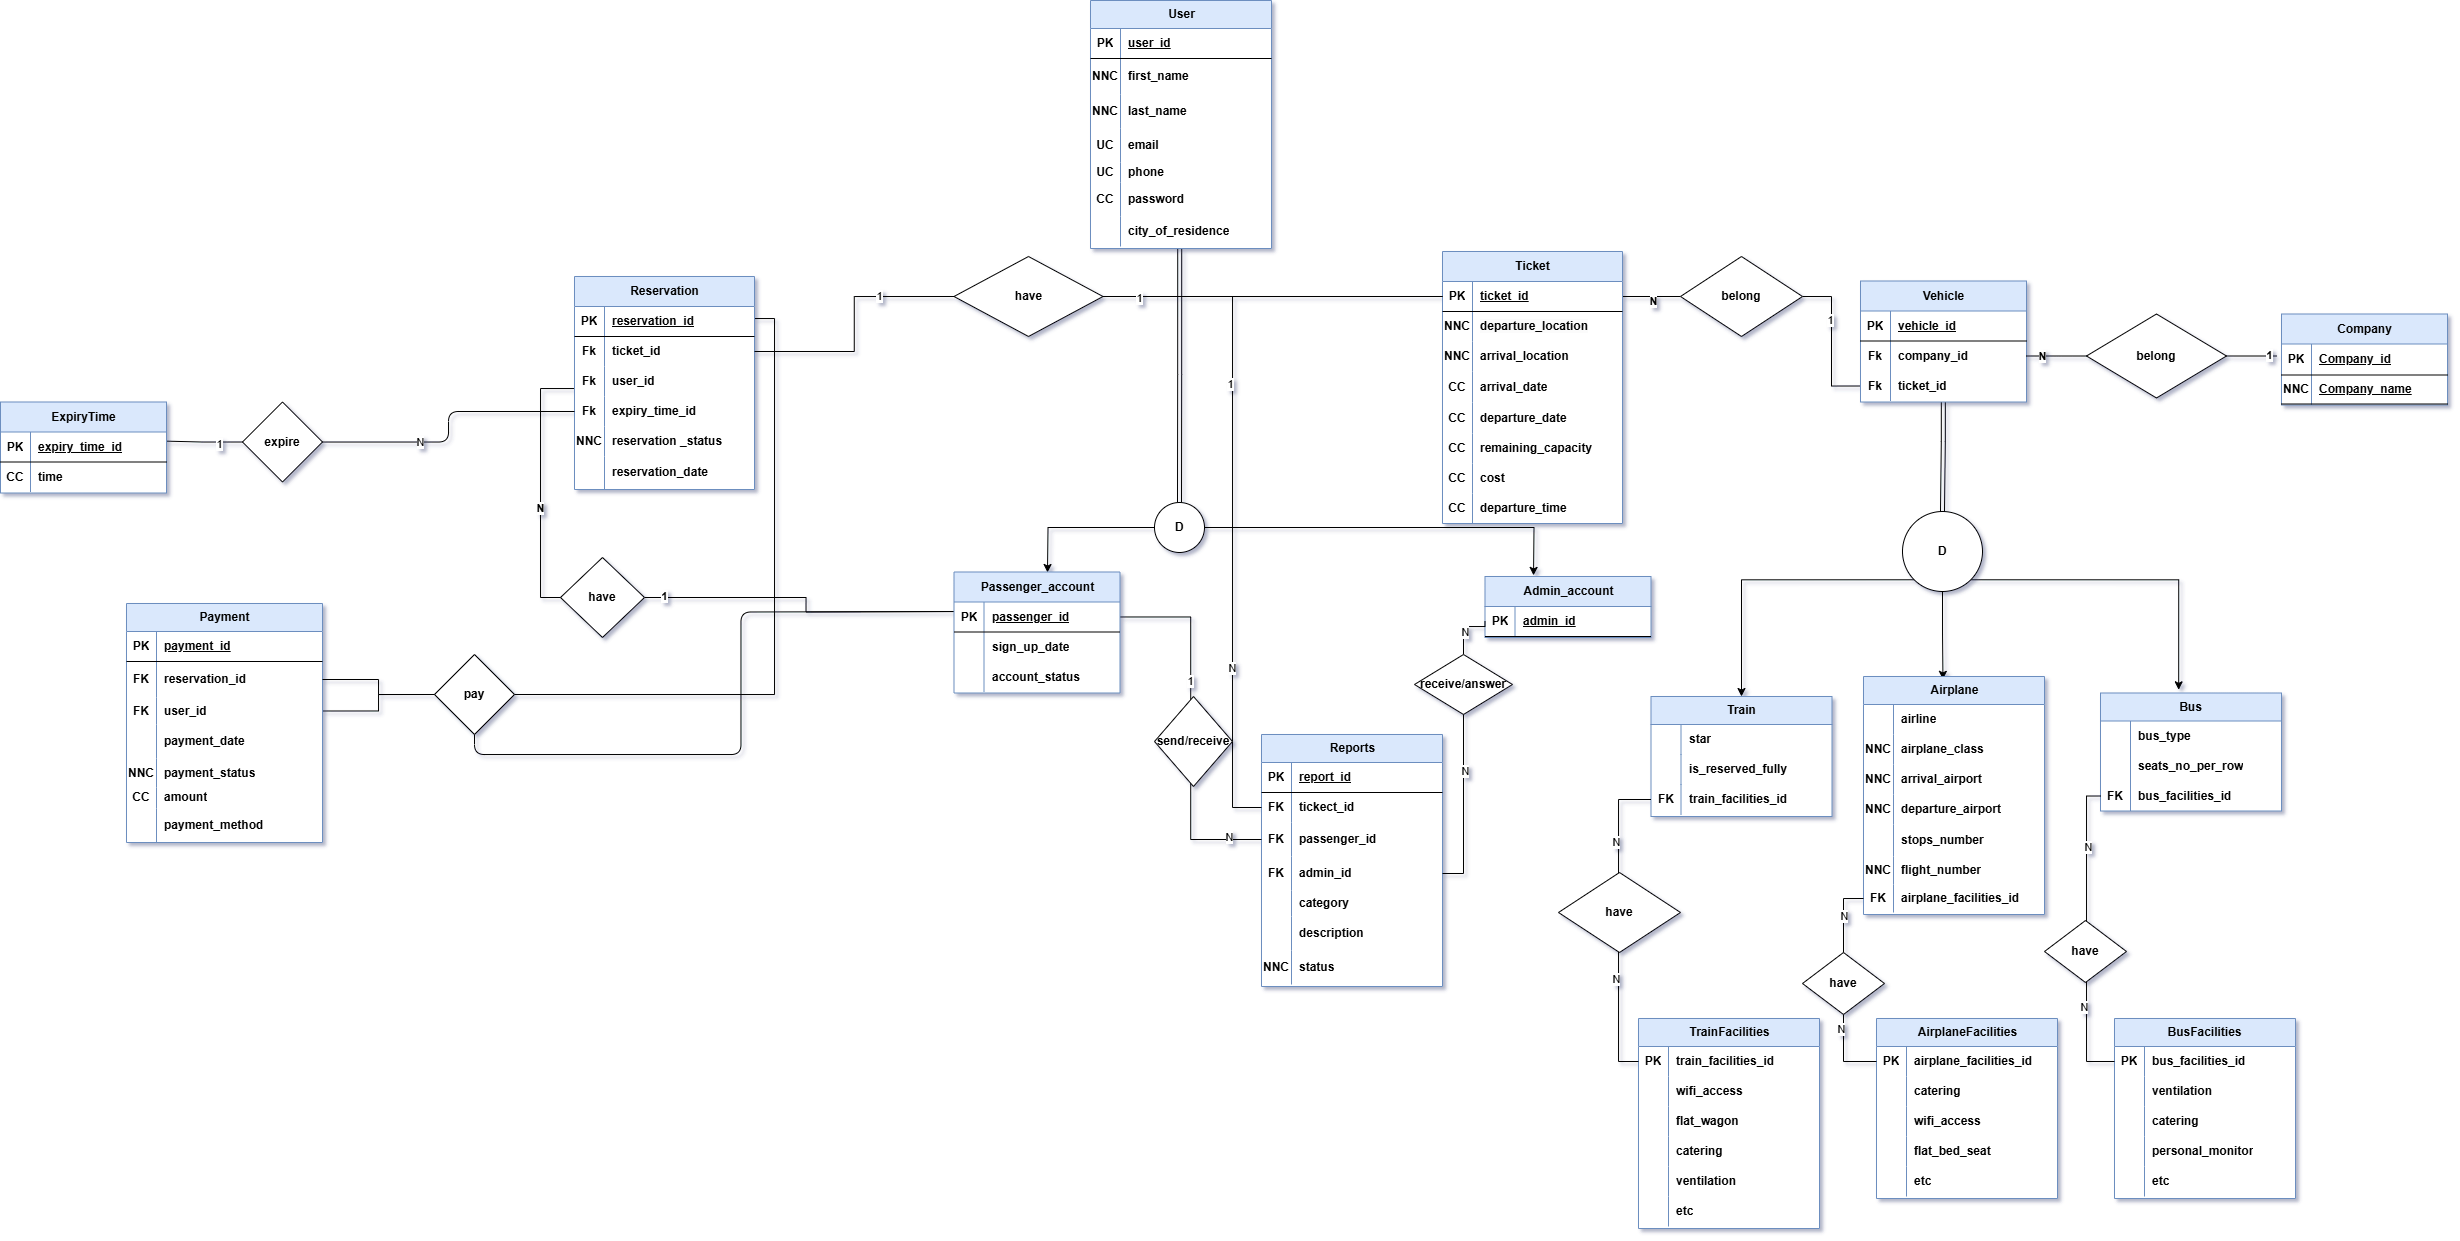 User
PK user_id
NNC first_name
NNC last_name
UC email
UC phone
CC password
city_of_residence
Reservation
PK reservation_id
Fk ticket_id
Fk user_id
Fk expiry_time_id
NNC reservation _status
reservation_date
1
have
1
Ticket
PK ticket_id
NNC departure_location
NNC arrival_location
CC arrival_date
CC departure_date
CC remaining_capacity
CC cost
CC departure_time
N
belong
1
Vehicle
PK vehicle_id
Fk company_id
Fk ticket_id
N
belong
1
Company
PK Company_id
NNC Company_name
ExpiryTime
PK expiry_time_id
CC time
1
expire
N
N
have
1
1
N
D
D
Passenger_account
PK passenger_id
sign_up_date
account_status
Admin_account
PK admin_id
Payment
PK payment_id
FK reservation_id
FK user_id
payment_date
NNC payment_status
CC amount
payment_method
pay
1
send/receive
N
N
receive/answer
N
Reports
PK report_id
FK tickect_id
FK passenger_id
FK admin_id
category
description
NNC status
Train
star
is_reserved_fully
FK train_facilities_id
Airplane
airline
NNC airplane_class
NNC arrival_airport
NNC departure_airport
stops_number
NNC flight_number
FK airplane_facilities_id
Bus
bus_type
seats_no_per_row
FK bus_facilities_id
N
have
N
N
have
N
N
have
N
TrainFacilities
PK train_facilities_id
wifi_access
flat_wagon
catering
ventilation
etc
AirplaneFacilities
PK airplane_facilities_id
catering
wifi_access
flat_bed_seat
etc
BusFacilities
PK bus_facilities_id
ventilation
catering
personal_monitor
etc